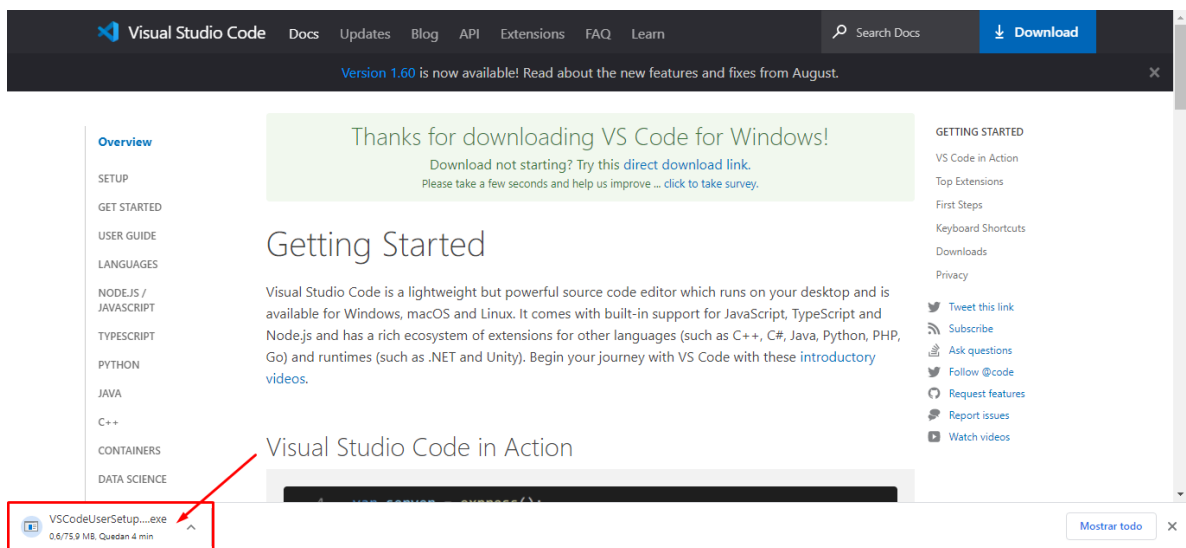 Visual Studio Code Docs Updates Blog API Extensions FAQ Learn Search Docs Download
Version 1.60 is now available! Read about the new features and fixes from August.
Overview
SETUP
GET STARTED
USER GUIDE
LANGUAGES
NODE.JS /
JAVASCRIPT
TYPESCRIPT
PYTHON
JAVA
C++
CONTAINERS
DATA SCIENCE
Thanks for downloading VS Code for Windows!
Download not starting? Try this direct download link.
Please take a few seconds and help us improve ... click to take survey.
Getting Started
Visual Studio Code is a lightweight but powerful source code editor which runs on your desktop and is
available for Windows, macOS and Linux. It comes with built-in support for JavaScript, TypeScript and
Node.js and has a rich ecosystem of extensions for other languages (such as C++, C#, Java, Python, PHP,
Go) and runtimes (such as .NET and Unity). Begin your journey with VS Code with these introductory
videos.
Visual Studio Code in Action
4 var server = express();
GETTING STARTED
VS Code in Action
Top Extensions
First Steps
Keyboard Shortcuts
Downloads
Privacy
Tweet this link
Subscribe
Ask questions
Follow @code
Request features
Report issues
Watch videos
VSCodeUserSetup....exe
0,6/75.9 MB, Quedan 4 min
Mostrar todo